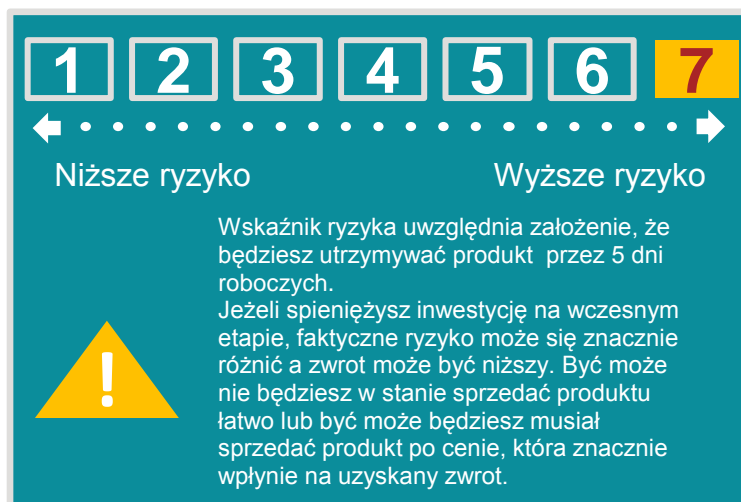 1 2 3 4 5 6 7
Niższe ryzyko Wyższe ryzyko
Wskaźnik ryzyka uwzględnia założenie, że
będziesz utrzymywać produkt przez 5 dni
roboczych.
Jeżeli spieniężysz inwestycję na wczesnym
etapie, faktyczne ryzyko może się znacznie
różnić a zwrot może być niższy. Być może
nie będziesz w stanie sprzedać produktu
łatwo lub być może będziesz musiał
sprzedać produkt po cenie, która znacznie
wpłynie na uzyskany zwrot.
!